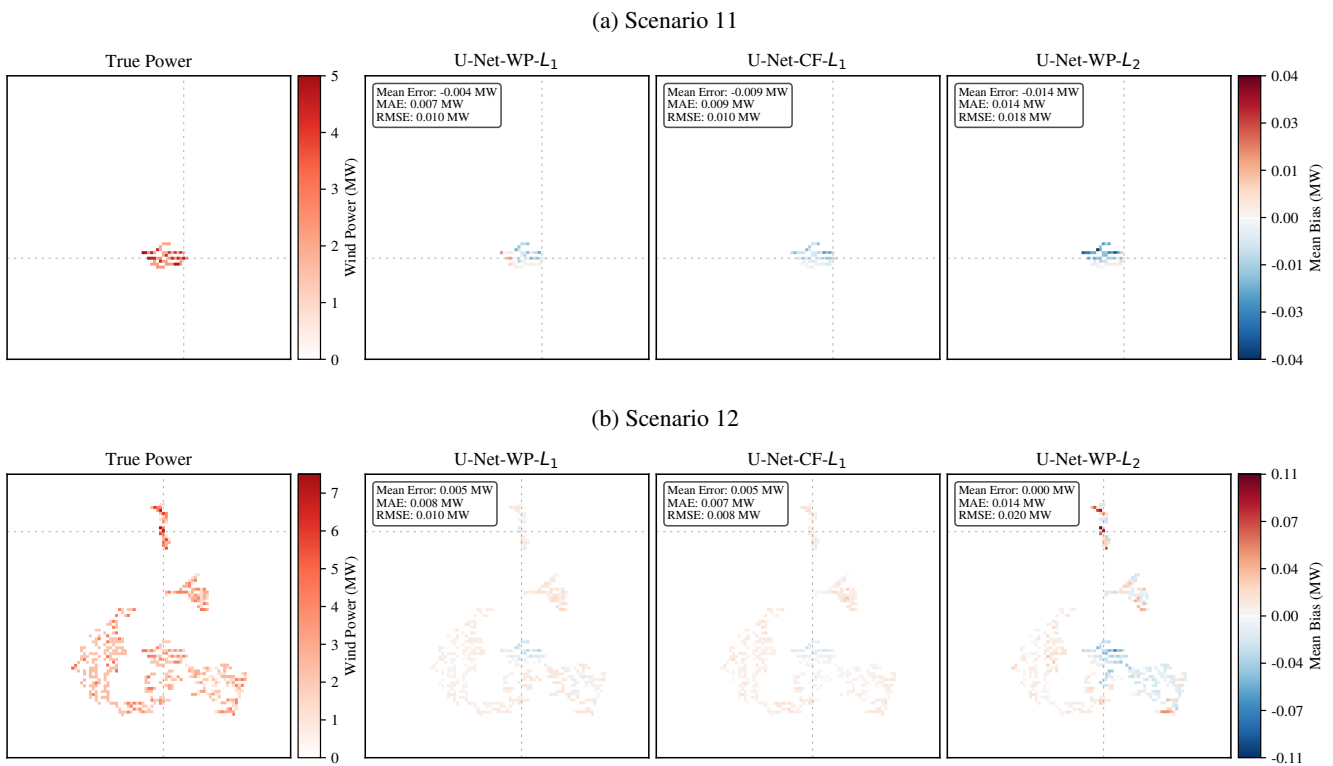 (a) Scenario 11
True Power
U-Net-WP-L1
U-Net-CF-L1
U-Net-WP-L2
5
4
3
2
1
0
Wind Power (MW)
Mean Error: -0.004 MW
MAE: 0.007 MW
RMSE: 0.010 MW
Mean Error: -0.009 MW
MAE: 0.009 MW
RMSE: 0.010 MW
Mean Error: -0.014 MW
MAE: 0.014 MW
RMSE: 0.018 MW
0.04
0.03
0.01
0.00
-0.01
-0.03
-0.04
Mean Bias (MW)
(b) Scenario 12
True Power
U-Net-WP-L1
U-Net-CF-L1
U-Net-WP-L2
7
6
5
4
3
2
1
0
Wind Power (MW)
Mean Error: 0.005 MW
MAE: 0.008 MW
RMSE: 0.010 MW
Mean Error: 0.005 MW
MAE: 0.007 MW
RMSE: 0.008 MW
Mean Error: 0.000 MW
MAE: 0.014 MW
RMSE: 0.020 MW
0.11
0.07
0.04
0.00
-0.04
-0.07
-0.11
Mean Bias (MW)